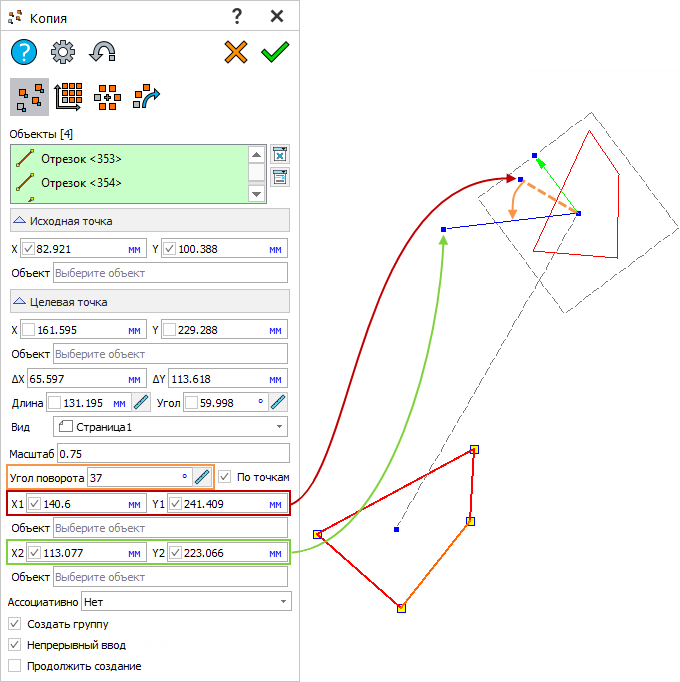 Копия ?
?
Объекты [4]
Отрезок <353>
Отрезок <354>
Исходная точка
X 82.921 мм Y 100.388 мм
Объект Выберите объект
Целевая точка
X 161.595 мм Y 229.288 мм
Объект Выберите объект
ΔX 65.597 мм ΔY 113.618 мм
Длина 131.195 мм Угол 59.998 °
Вид Страница1
Масштаб 0.75
Угол поворота 37 ° По точкам
X1 140.6 мм Y1 241.409 мм
Объект Выберите объект
X2 113.077 мм Y2 223.066 мм
Объект Выберите объект
Ассоциативно Нет
Создать группу
Непрерывный ввод
Продолжить создание